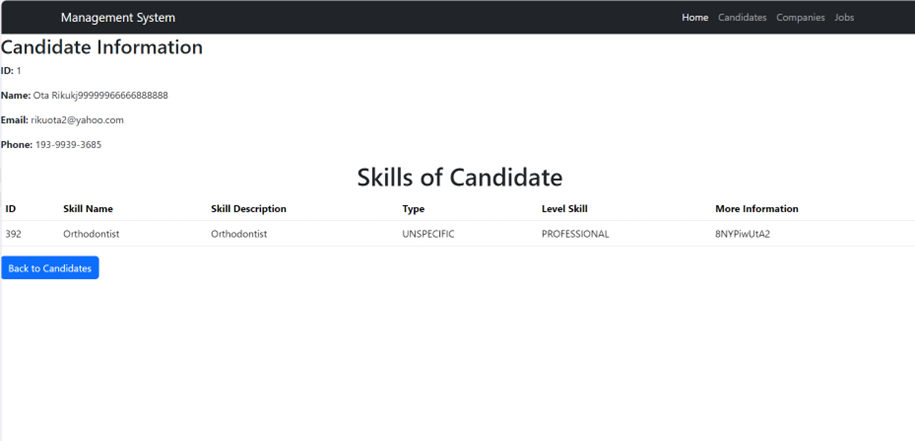 Management System Home Candidates Companies Jobs
Candidate Information
ID: 1
Name: Ota Rikukj99999966666888888
Email: rikuota2@yahoo.com
Phone: 193-9939-3685
Skills of Candidate
ID Skill Name Skill Description Type Level Skill More Information
392 Orthodontist Orthodontist UNSPECIFIC PROFESSIONAL 8NYPiwUtA2
Back to Candidates